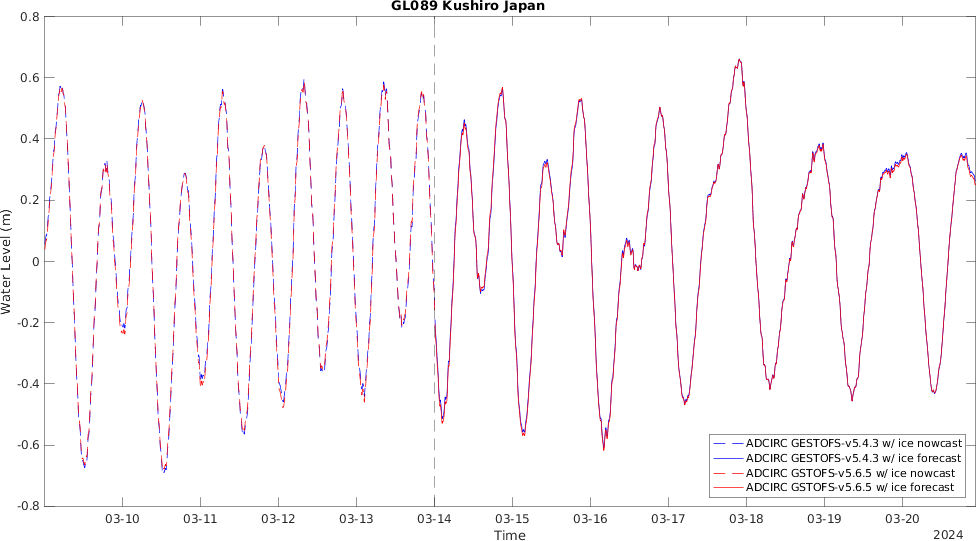 GL089 Kushiro Japan
0.8
0.6
0.4
0.2
0
-0.2
-0.4
-0.6
-0.8
Water Level (m)
03-10 03-11 03-12 03-13 03-14 03-15 03-16 03-17 03-18 03-19 03-20
Time
2024
ADCIRC GESTOFS-v5.4.3 w/ ice nowcast
ADCIRC GESTOFS-v5.4.3 w/ ice forecast
ADCIRC GSTOFS-v5.6.5 w/ ice nowcast
ADCIRC GSTOFS-v5.6.5 w/ ice forecast